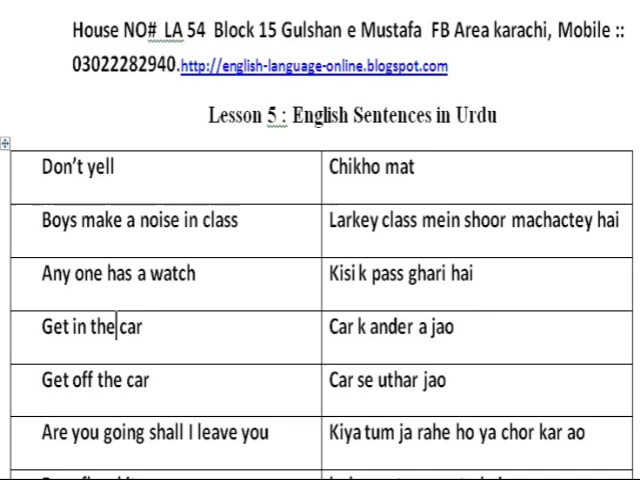 House NO# LA 54 Block 15 Gulshan e Mustafa FB Area karachi, Mobile ::
03022282940.http://english-language-online.blogspot.com
Lesson 5 : English Sentences in Urdu
Don't yell Chikho mat
Boys make a noise in class Larkey class mein shoor machactey hai
Any one has a watch Kisi k pass ghari hai
Get in the car Car k ander a jao
Get off the car Car se uthar jao
Are you going shall I leave you Kiya tum ja rahe ho ya chor kar ao